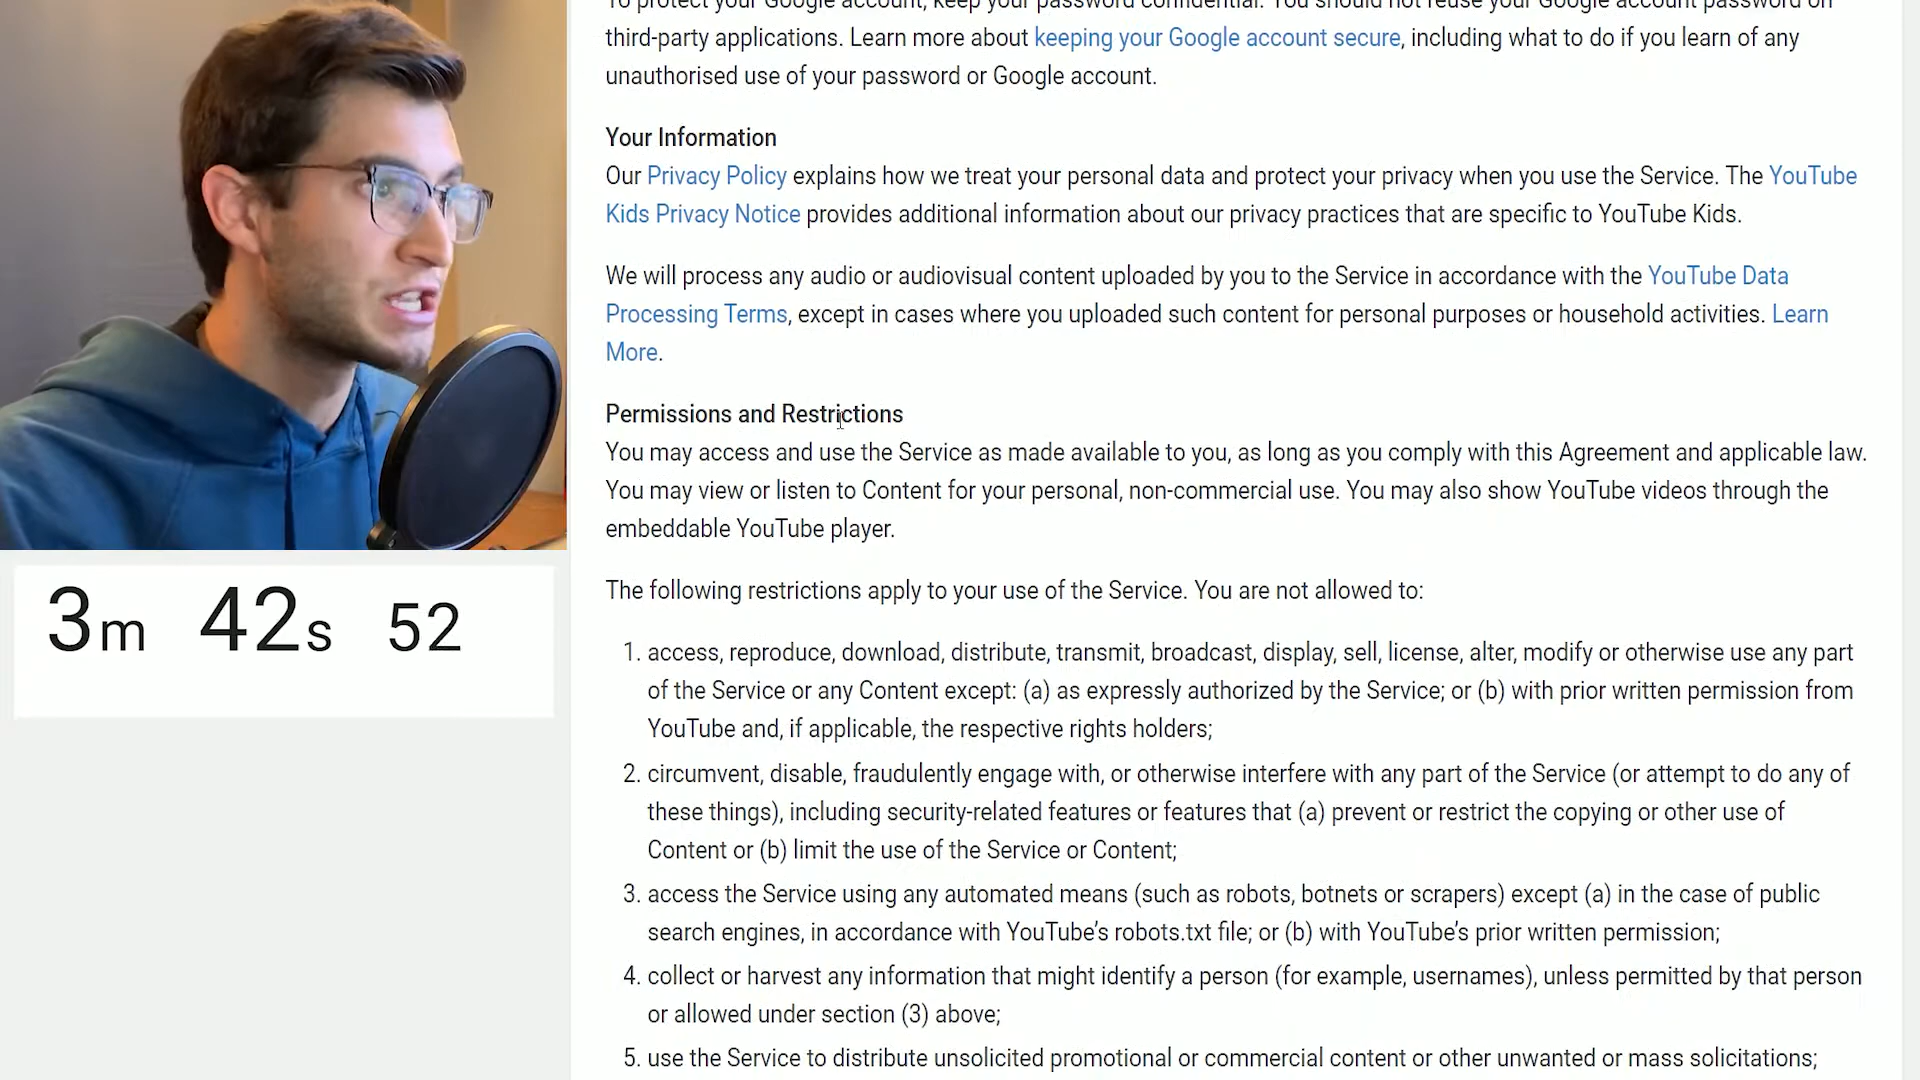 To protect your Google account, keep your password confidential. You should not reuse your Google account password on
third-party applications. Learn more about keeping your Google account secure, including what to do if you learn of any
unauthorised use of your password or Google account.
Your Information
Our Privacy Policy explains how we treat your personal data and protect your privacy when you use the Service. The YouTube
Kids Privacy Notice provides additional information about our privacy practices that are specific to YouTube Kids.
We will process any audio or audiovisual content uploaded by you to the Service in accordance with the YouTube Data
Processing Terms, except in cases where you uploaded such content for personal purposes or household activities. Learn
More.
Permissions and Restrictions
You may access and use the Service as made available to you, as long as you comply with this Agreement and applicable law.
You may view or listen to Content for your personal, non-commercial use. You may also show YouTube videos through the
embeddable YouTube player.
The following restrictions apply to your use of the Service. You are not allowed to:
1. access, reproduce, download, distribute, transmit, broadcast, display, sell, license, alter, modify or otherwise use any part
of the Service or any Content except: (a) as expressly authorized by the Service; or (b) with prior written permission from
YouTube and, if applicable, the respective rights holders;
2. circumvent, disable, fraudulently engage with, or otherwise interfere with any part of the Service (or attempt to do any of
these things), including security-related features or features that (a) prevent or restrict the copying or other use of
Content or (b) limit the use of the Service or Content;
3. access the Service using any automated means (such as robots, botnets or scrapers) except (a) in the case of public
search engines, in accordance with YouTube’s robots.txt file; or (b) with YouTube’s prior written permission;
4. collect or harvest any information that might identify a person (for example, usernames), unless permitted by that person
or allowed under section (3) above;
5. use the Service to distribute unsolicited promotional or commercial content or other unwanted or mass solicitations;
3m 42s 52